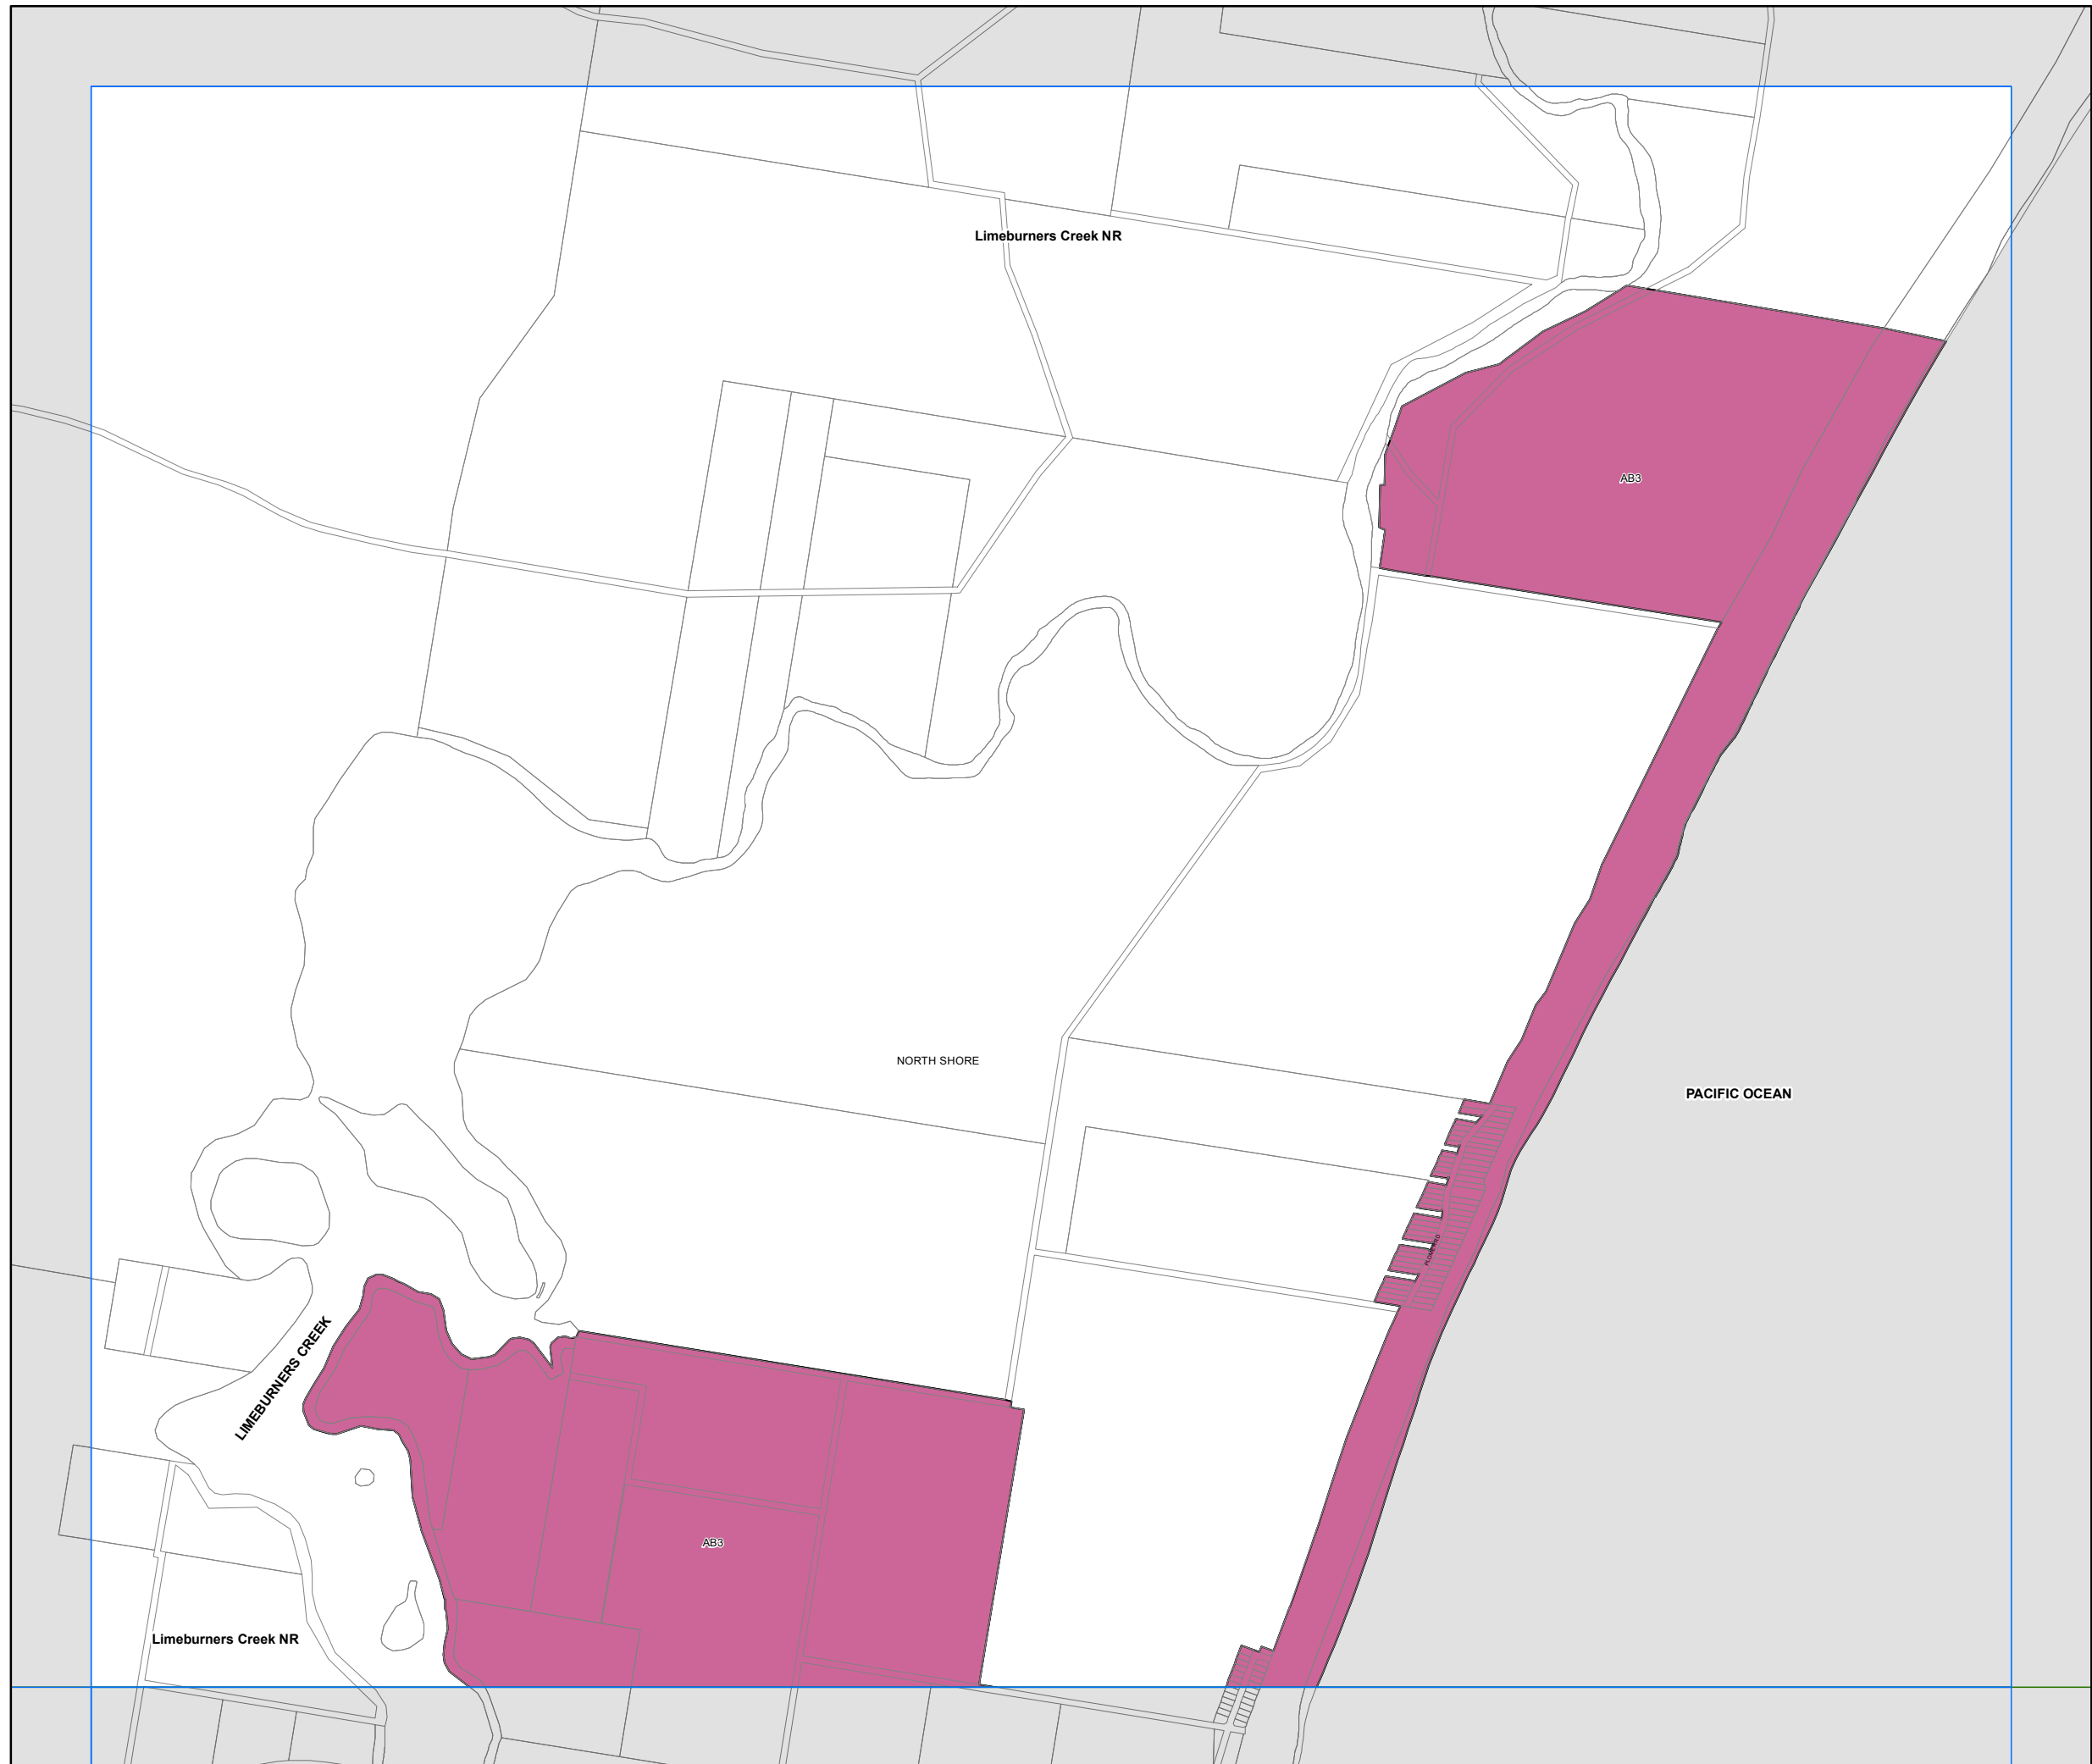 Limeburners Creek NR
AB3
NORTH SHORE
PACIFIC OCEAN
LIMEBURNERS CREEK
AB3
Limeburners Creek NR